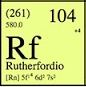 (261) 104
580.0 +4
Rf
Rutherfordio
[Rn] 5f¹⁴ 6d² 7s²